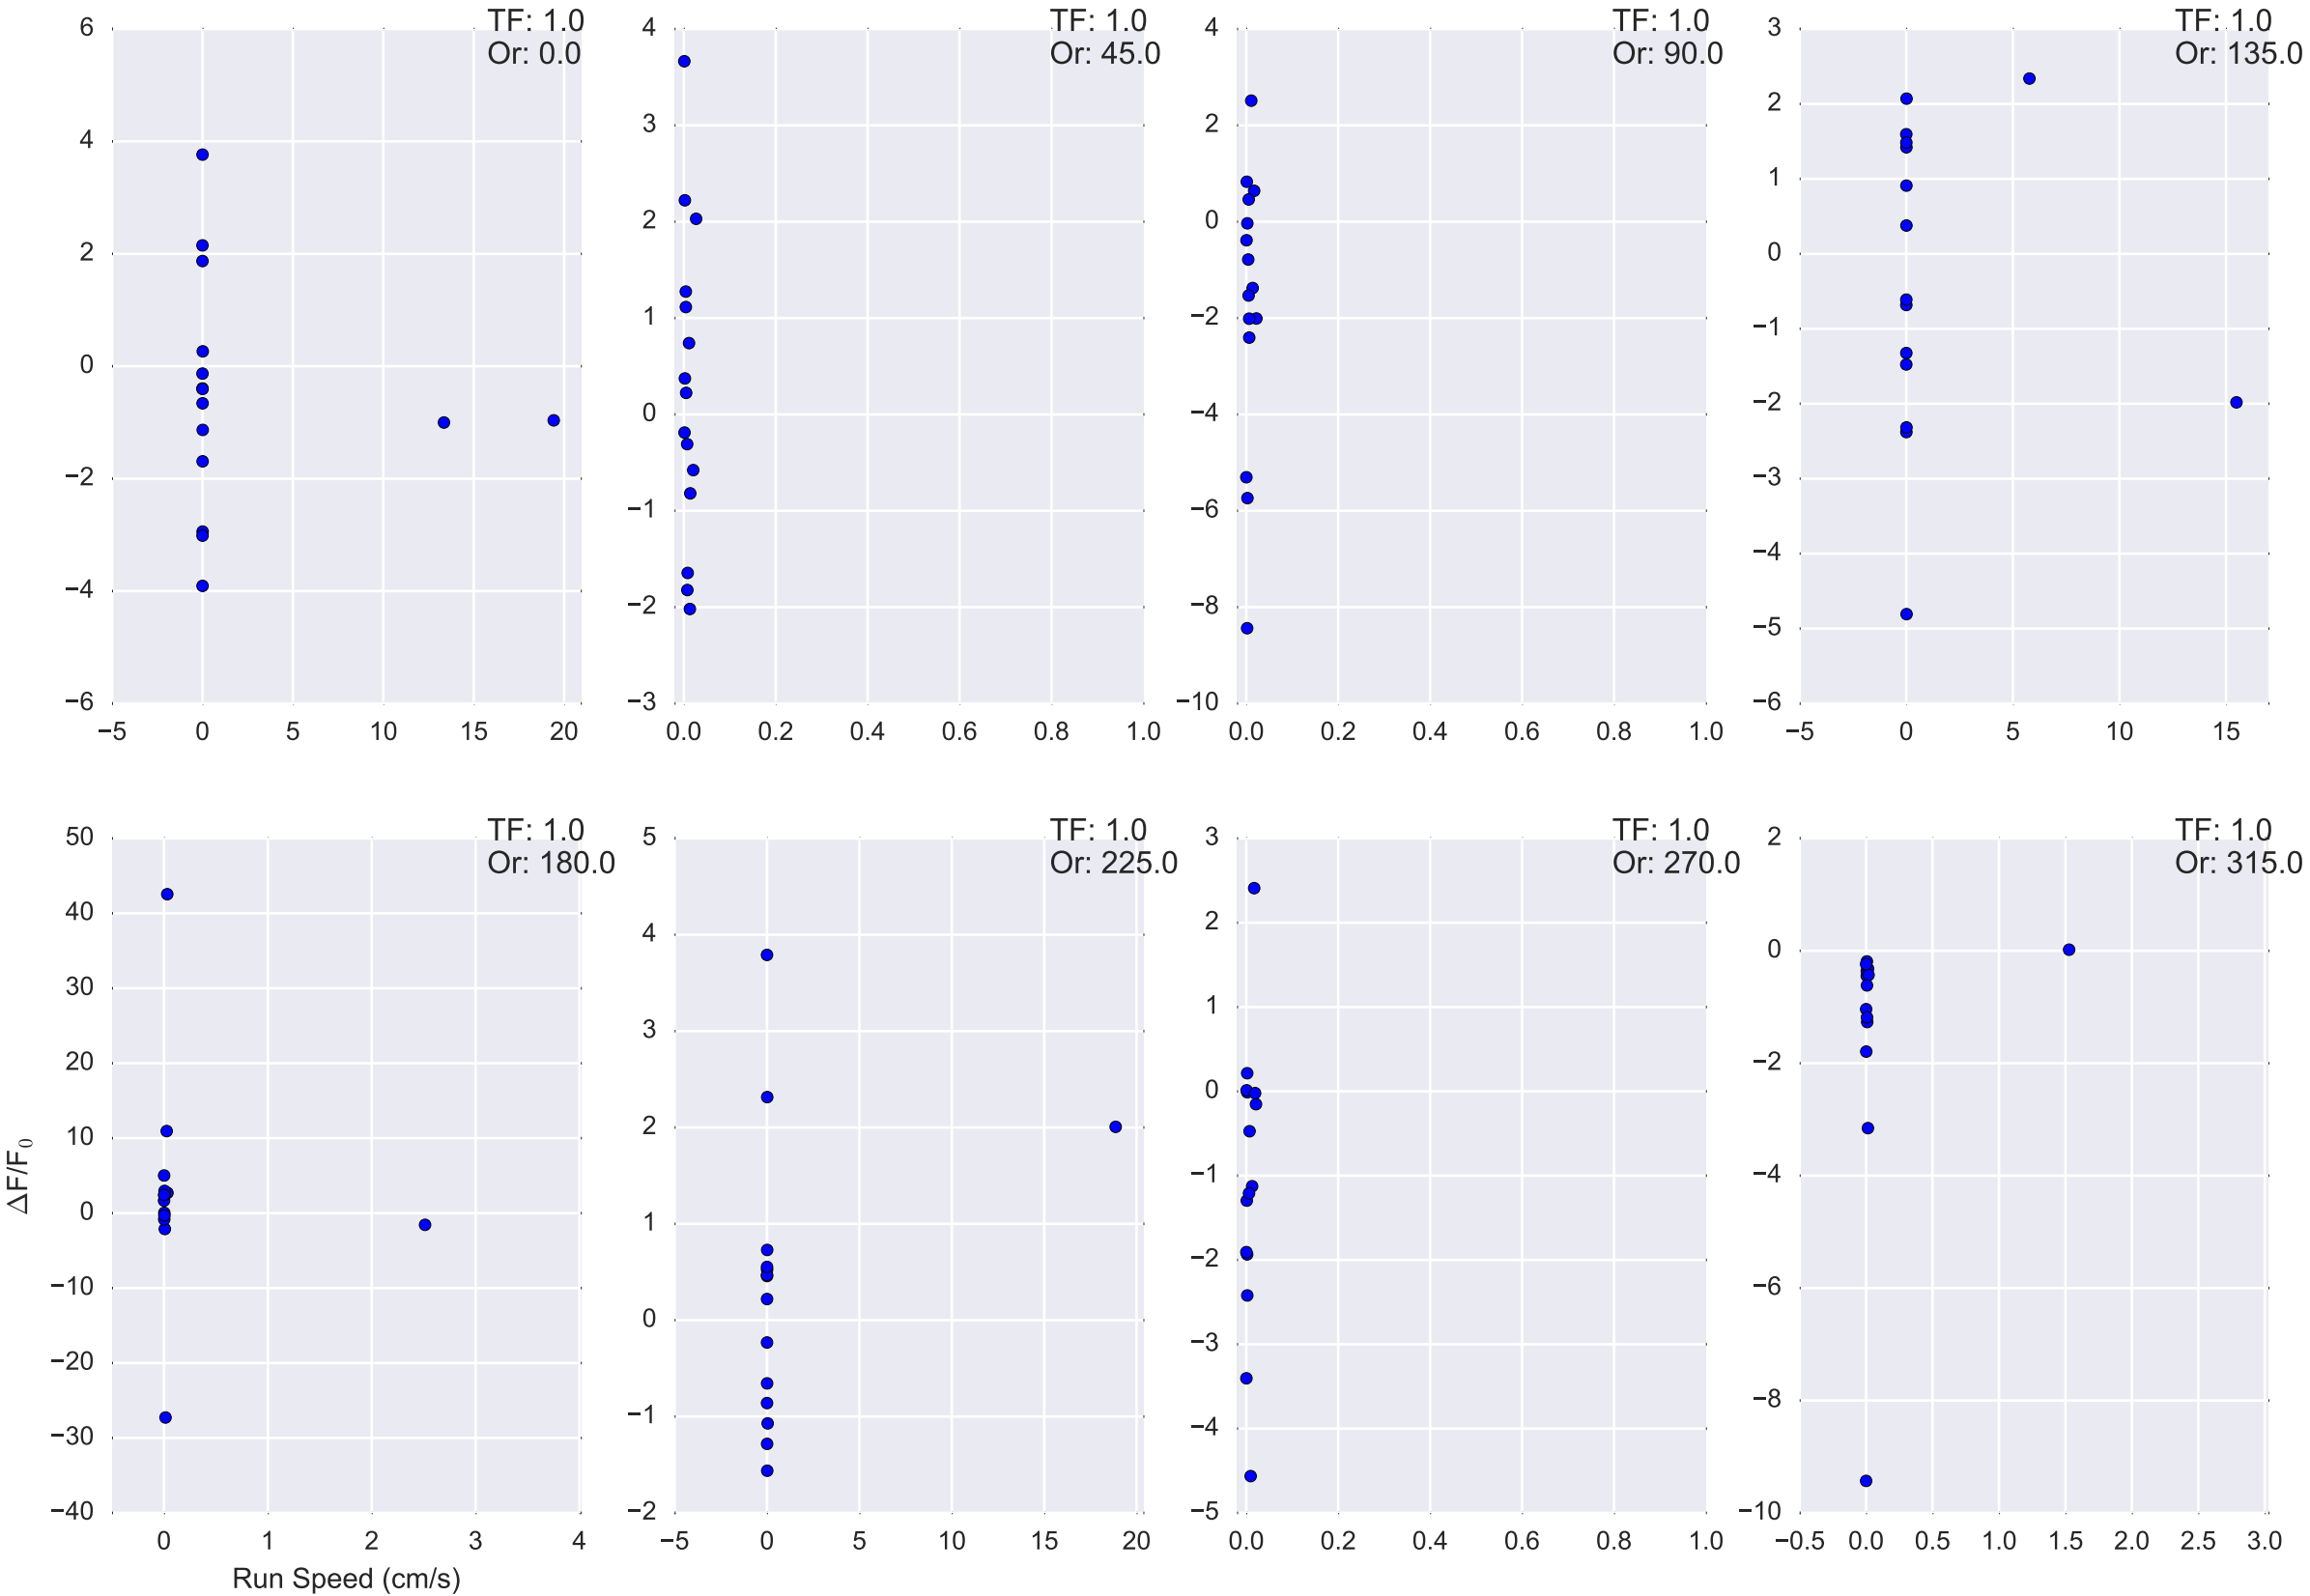 TF: 1.0
Or: 0.0
6
4
2
0
−2
−4
−6
−5 0 5 10 15 20
TF: 1.0
Or: 45.0
4
3
2
1
0
−1
−2
−3
0.0 0.2 0.4 0.6 0.8 1.0
TF: 1.0
Or: 90.0
4
2
0
−2
−4
−6
−8
−10
0.0 0.2 0.4 0.6 0.8 1.0
TF: 1.0
Or: 135.0
3
2
1
0
−1
−2
−3
−4
−5
−6
−5 0 5 10 15
TF: 1.0
Or: 180.0
50
40
30
20
10
0
−10
−20
−30
−40
0 1 2 3 4
ΔF/F₀
Run Speed (cm/s)
TF: 1.0
Or: 225.0
5
4
3
2
1
0
−1
−2
−5 0 5 10 15 20
TF: 1.0
Or: 270.0
3
2
1
0
−1
−2
−3
−4
−5
0.0 0.2 0.4 0.6 0.8 1.0
TF: 1.0
Or: 315.0
2
0
−2
−4
−6
−8
−10
−0.5 0.0 0.5 1.0 1.5 2.0 2.5 3.0